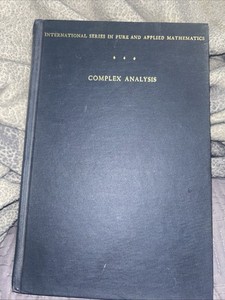 INTERNATIONAL SERIES IN PURE AND APPLIED MATHEMATICS
COMPLEX ANALYSIS